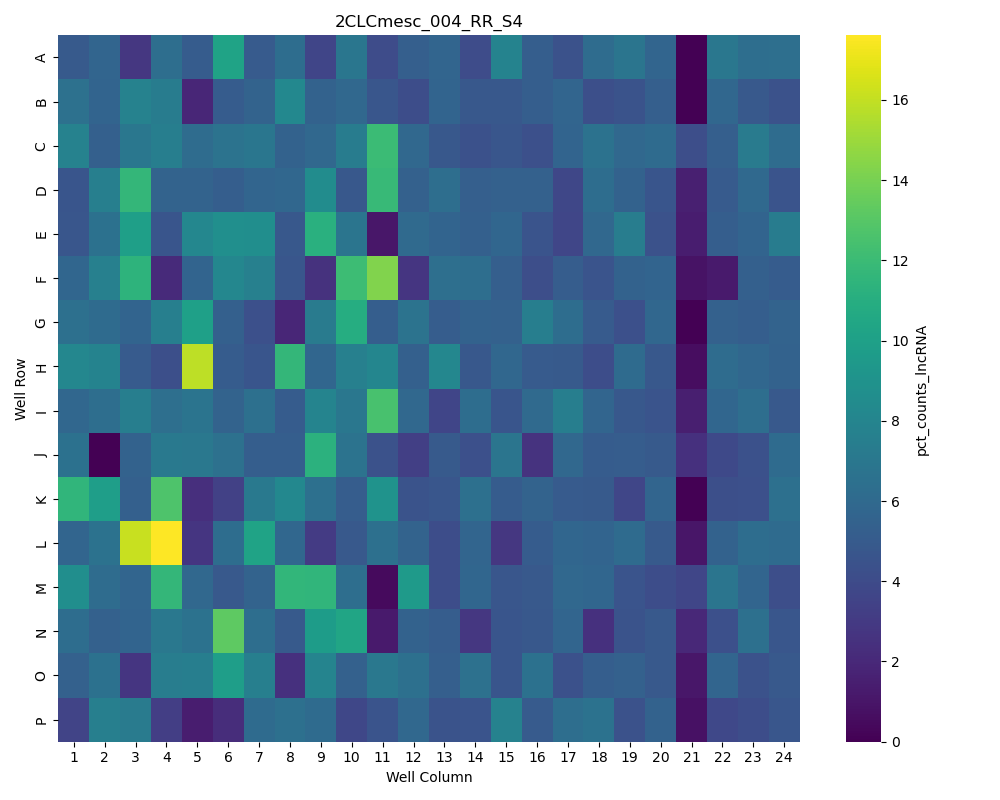 2CLCmesc_004_RR_S4
A
B
C
D
E
F
G
H
I
J
K
L
M
N
O
P
Well Row
1 2 3 4 5 6 7 8 9 10 11 12 13 14 15 16 17 18 19 20 21 22 23 24
Well Column
16
14
12
10
8
6
4
2
0
pct_counts_lncRNA